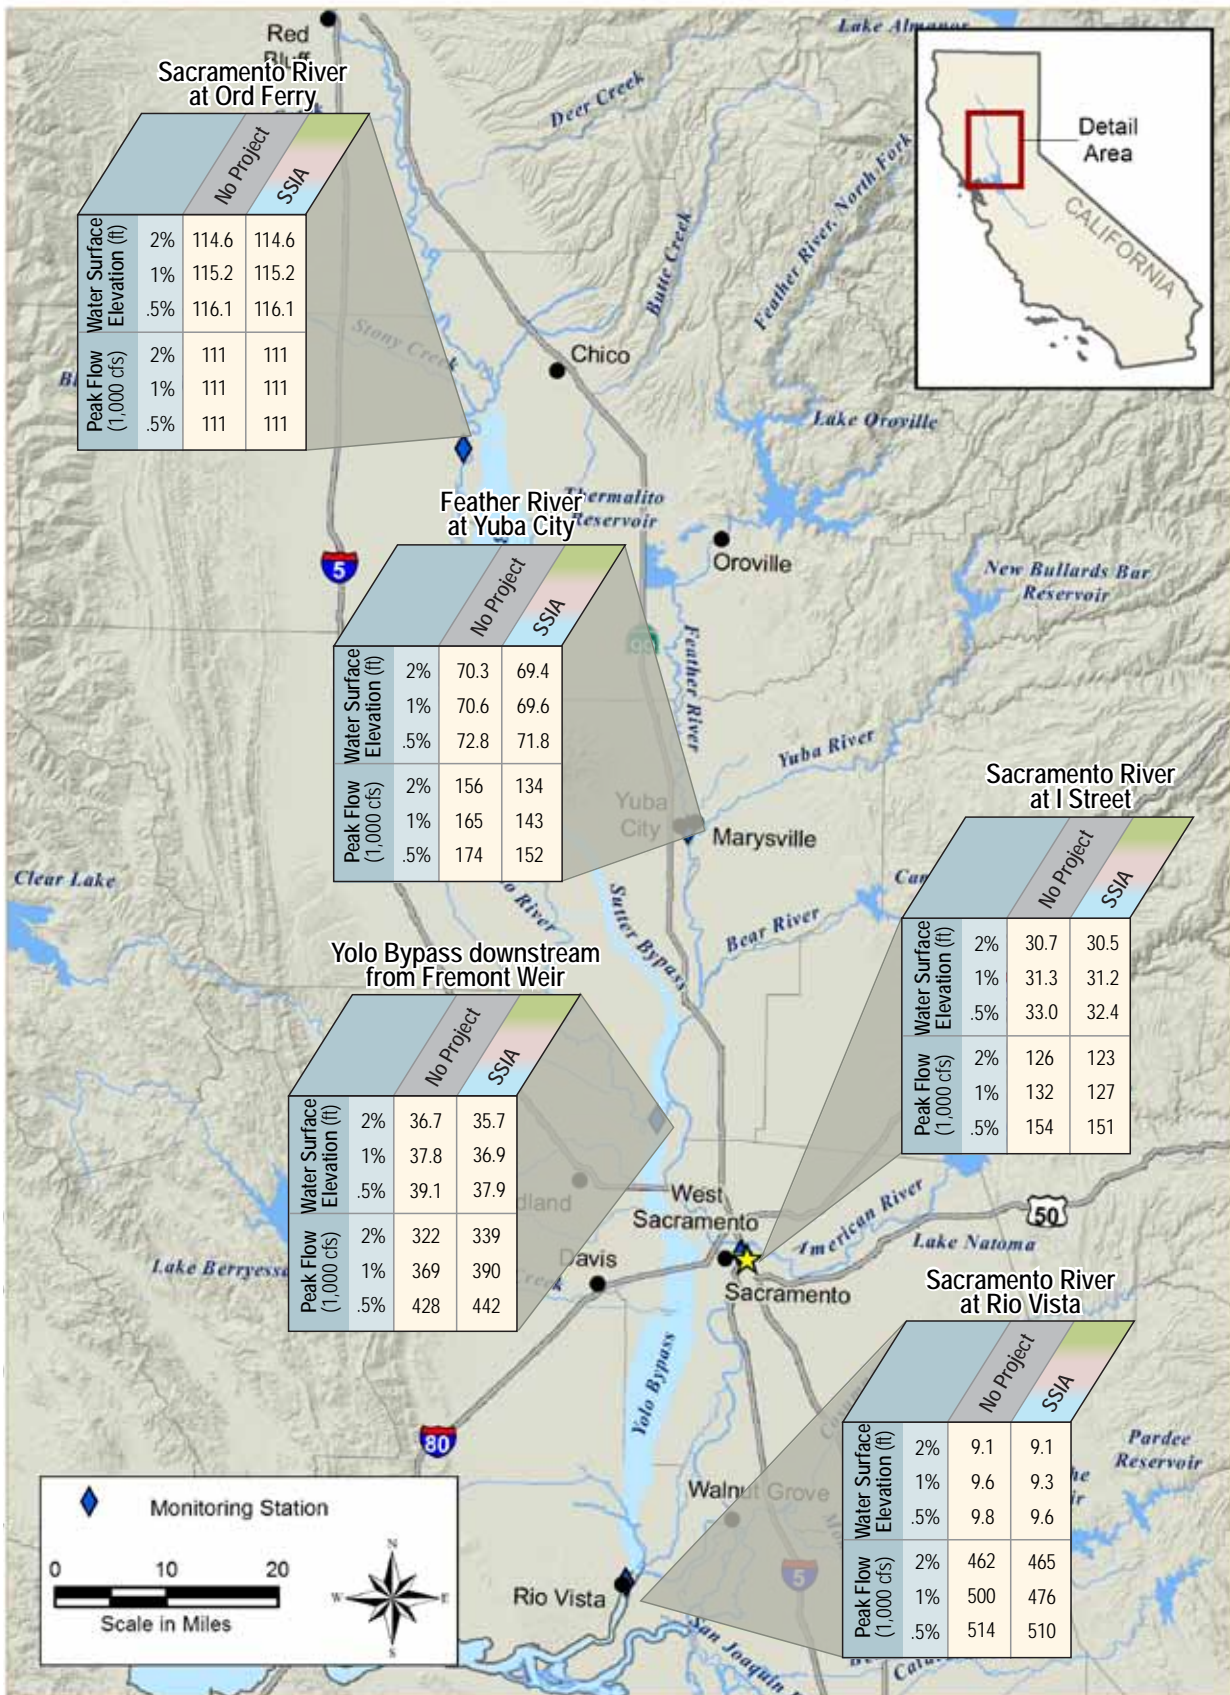 Red
Bluff
Lake Almanor
Sacramento River
at Ord Ferry
No Project
SSIA
Water Surface
Elevation (ft)
2% 114.6 114.6
1% 115.2 115.2
.5% 116.1 116.1
Peak Flow
(1,000 cfs)
2% 111 111
1% 111 111
.5% 111 111
Deer Creek
Butte Creek
Feather River, North Fork
Detail
Area
CALIFORNIA
Stony Creek
Chico
Lake Oroville
Feather River
at Yuba City
No Project
SSIA
Water Surface
Elevation (ft)
2% 70.3 69.4
1% 70.6 69.6
.5% 72.8 71.8
Peak Flow
(1,000 cfs)
2% 156 134
1% 165 143
.5% 174 152
Thermalito
Reservoir
Oroville
5
99
New Bullards Bar
Reservoir
Feather River
Yuba River
Yuba
City
Marysville
Clear Lake
River
Sutter Bypass
Bear River
Sacramento River
at I Street
No Project
SSIA
Water Surface
Elevation (ft)
2% 30.7 30.5
1% 31.3 31.2
.5% 33.0 32.4
Peak Flow
(1,000 cfs)
2% 126 123
1% 132 127
.5% 154 151
Yolo Bypass downstream
from Fremont Weir
No Project
SSIA
Water Surface
Elevation (ft)
2% 36.7 35.7
1% 37.8 36.9
.5% 39.1 37.9
Peak Flow
(1,000 cfs)
2% 322 339
1% 369 390
.5% 428 442
dland
West
Sacramento
American River
50
Lake Natoma
Lake Berryessa
Davis
Creek
Sacramento
Sacramento River
at Rio Vista
No Project
SSIA
Water Surface
Elevation (ft)
2% 9.1 9.1
1% 9.6 9.3
.5% 9.8 9.6
Peak Flow
(1,000 cfs)
2% 462 465
1% 500 476
.5% 514 510
Yolo Bypass
80
Pardee
Reservoir
Walnut Grove
5
Monitoring Station
0 10 20
Scale in Miles
N
W E
S
Rio Vista
San Joaquin